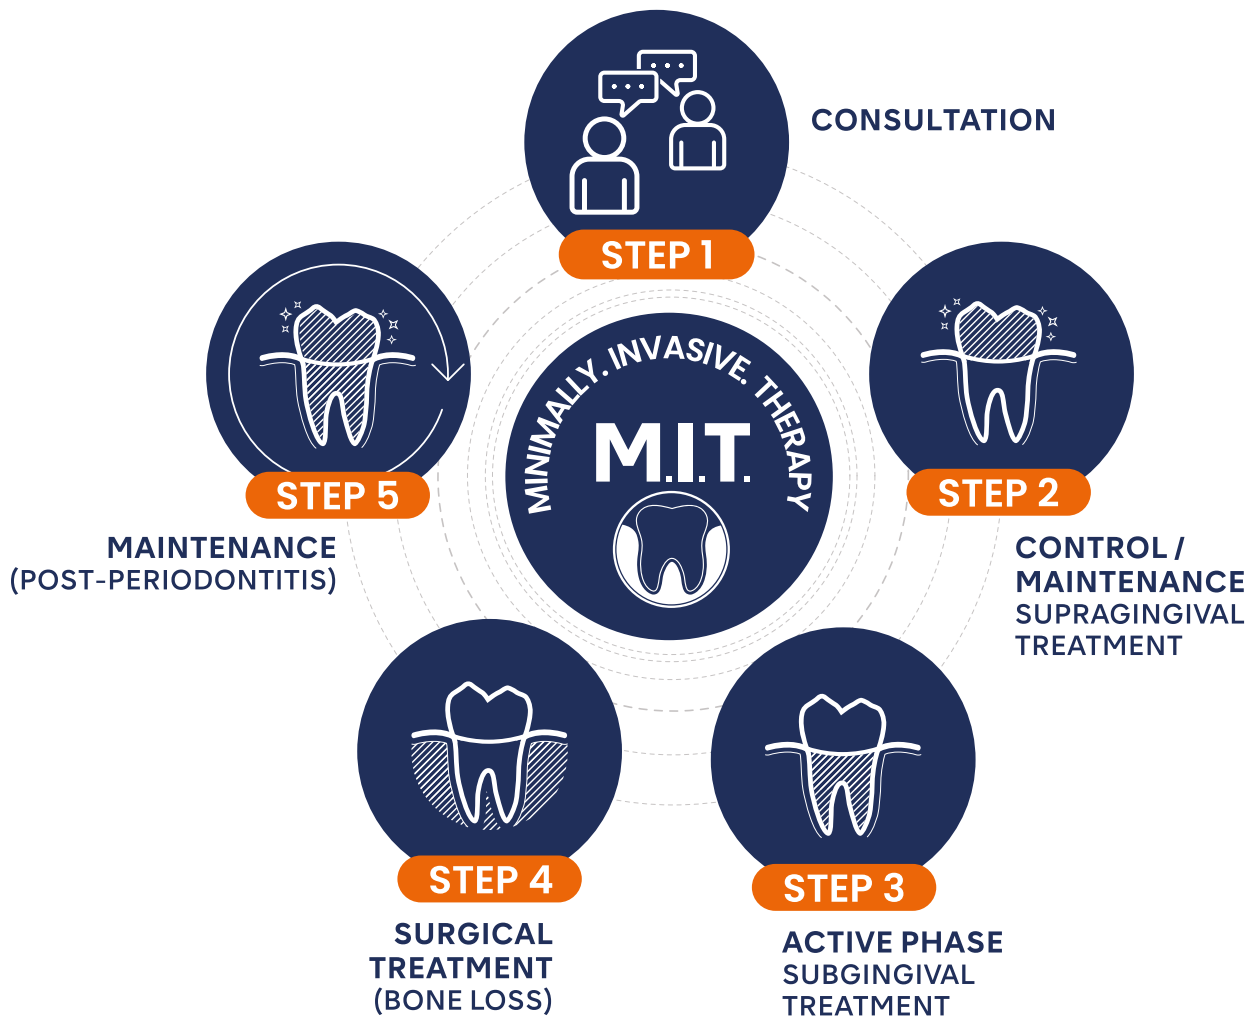 CONSULTATION
STEP 1
MINIMALLY. INVASIVE. THERAPY
M.I.T.
STEP 2
CONTROL /
MAINTENANCE
SUPRAGINGIVAL
TREATMENT
STEP 3
ACTIVE PHASE
SUBGINGIVAL
TREATMENT
STEP 4
SURGICAL
TREATMENT
(BONE LOSS)
STEP 5
MAINTENANCE
(POST-PERIODONTITIS)